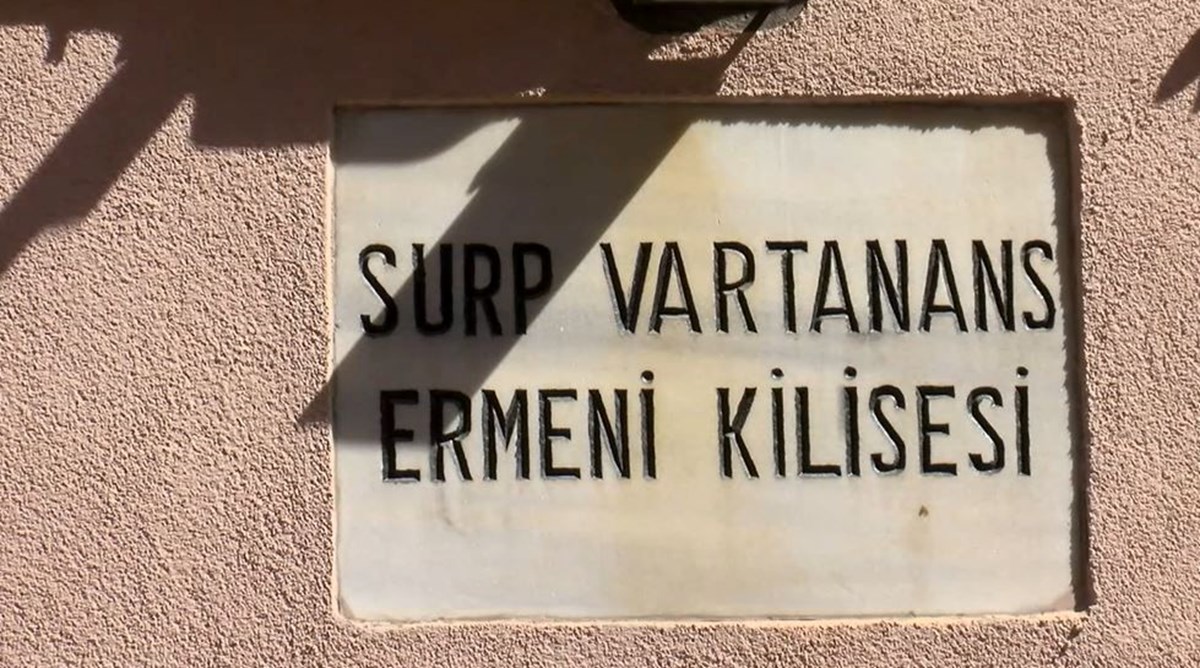 SURP VARTANANS
ERMENİ KİLİSESİ